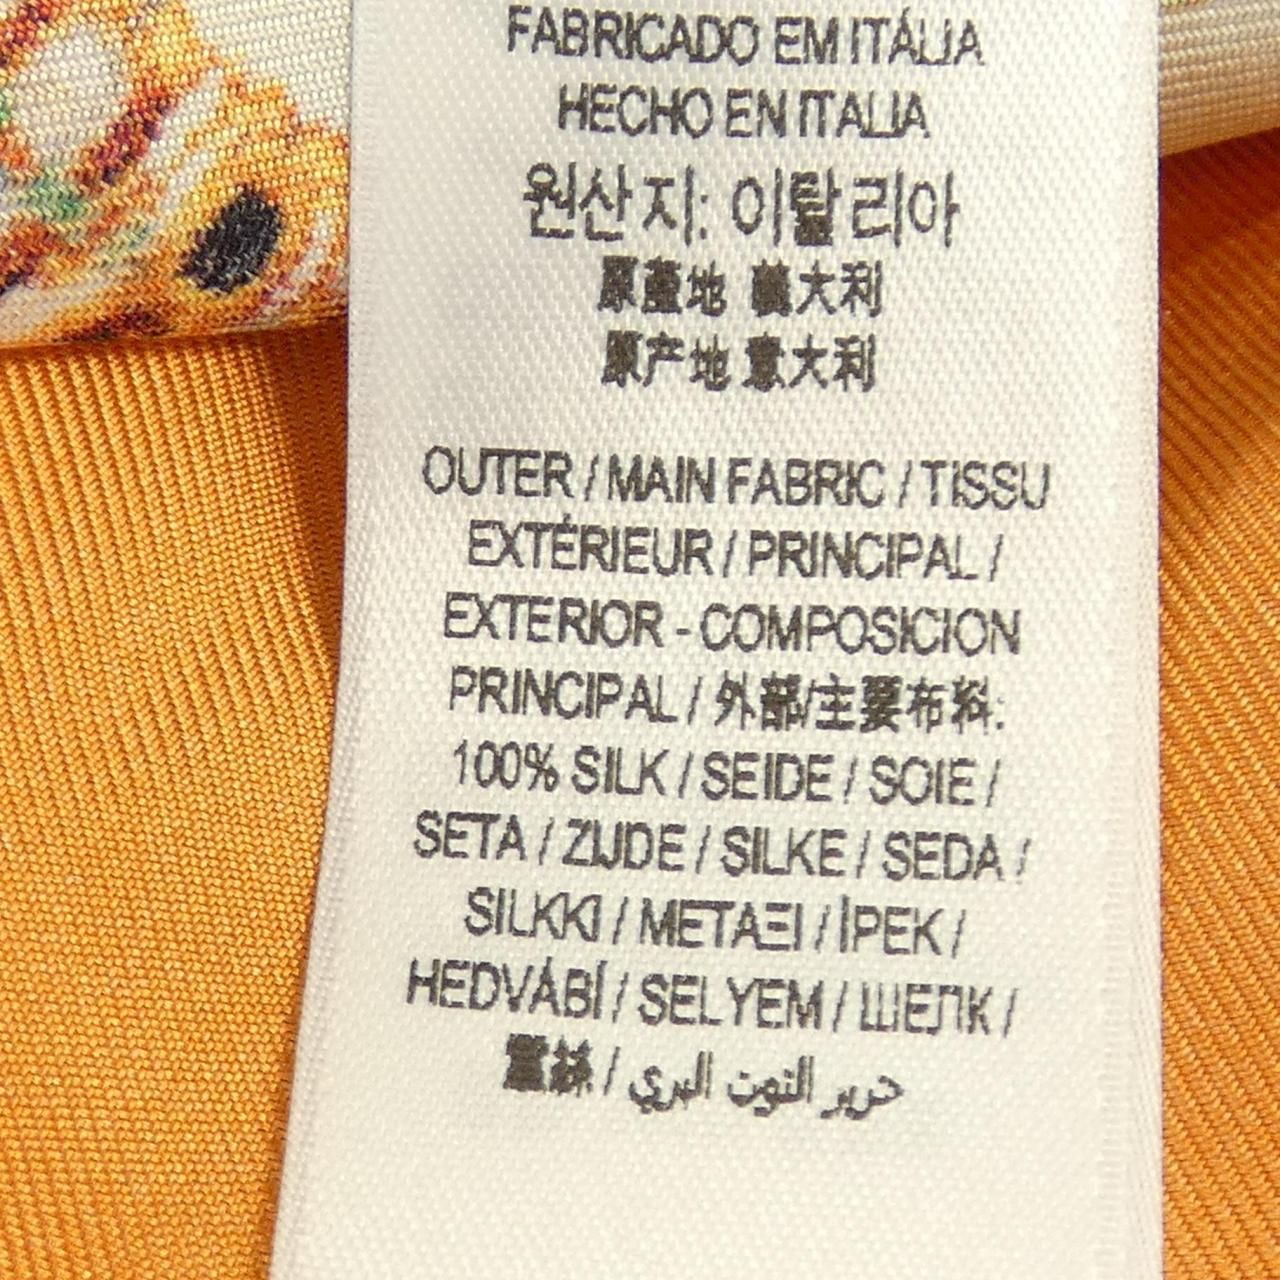 FABRICADO EM ITÁLIA
HECHO EN ITALIA
원산지: 이탈리아
原產地 義大利
原产地 意大利
OUTER / MAIN FABRIC / TISSU
EXTÉRIEUR / PRINCIPAL /
EXTERIOR - COMPOSICION
PRINCIPAL / 外部/主要布料:
100% SILK / SEIDE / SOIE /
SETA / ZIJDE / SILKE / SEDA /
SILKKI / ΜΕΤΑΞΙ / İPEK /
HEDVÁBÍ / SELYEM / ШЕЛК /
蠶絲 / حرير التوت البري